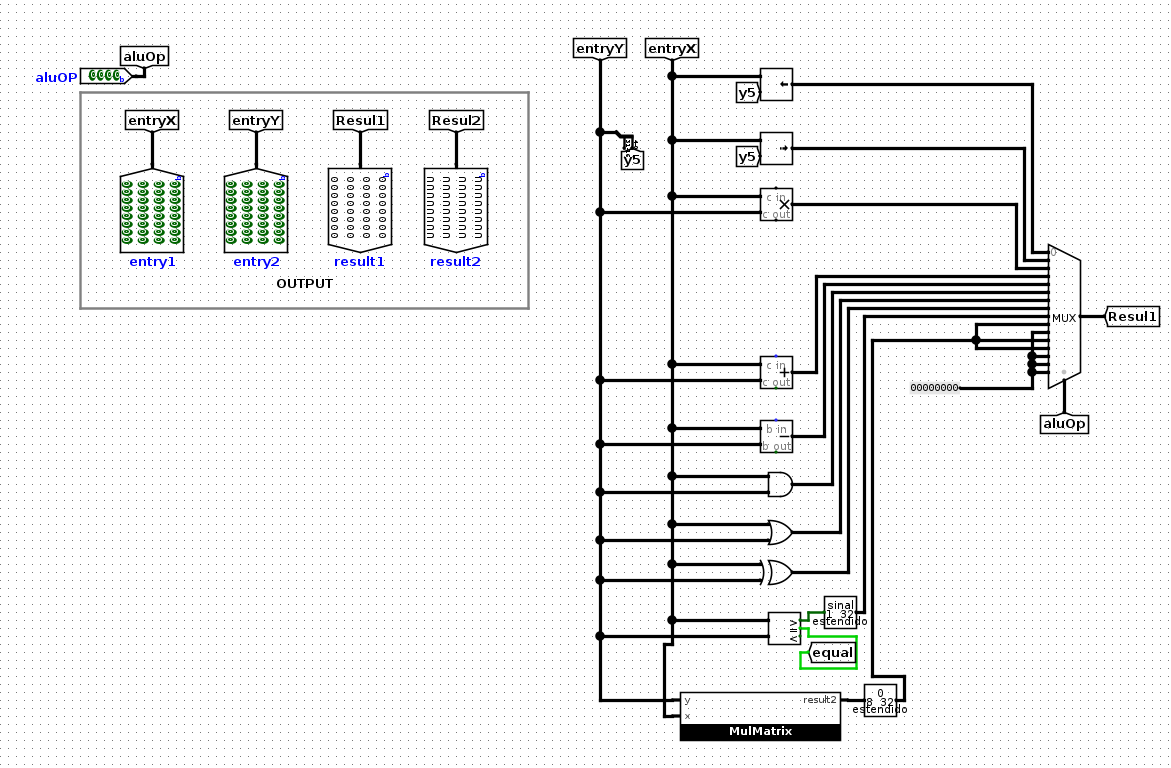 aluOp
aluOP
entryX
entryY
Resul1
Resul2
entry1
entry2
result1
result2
OUTPUT
entryY
entryX
y5
y5
y5
c in
c out
0
MUX
Resul1
c in
c out
00000000
aluOp
b in
b out
sinal
1 32
estendido
equal
y
x
result2
MulMatrix
0
8 32
estendido